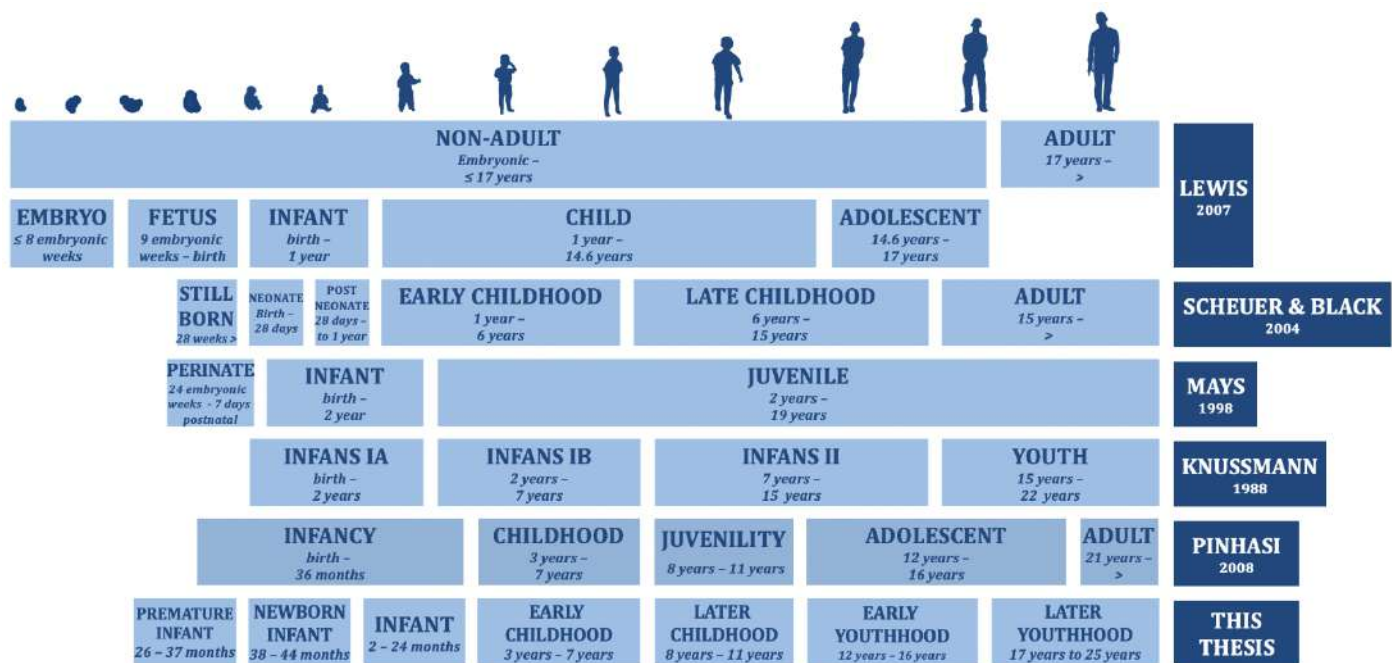 NON-ADULT
Embryonic –
≤ 17 years
ADULT
17 years –
>
LEWIS
2007
EMBRYO
≤ 8 embryonic
weeks
FETUS
9 embryonic
weeks – birth
INFANT
birth –
1 year
CHILD
1 year –
14.6 years
ADOLESCENT
14.6 years –
17 years
STILL
BORN
28 weeks >
NEONATE
Birth –
28 days
POST
NEONATE
28 days –
to 1 year
EARLY CHILDHOOD
1 year –
6 years
LATE CHILDHOOD
6 years –
15 years
ADULT
15 years –
>
SCHEUER & BLACK
2004
PERINATE
24 embryonic
weeks - 7 days
postnatal
INFANT
birth –
2 year
JUVENILE
2 years –
19 years
MAYS
1998
INFANS IA
birth –
2 years
INFANS IB
2 years –
7 years
INFANS II
7 years –
15 years
YOUTH
15 years –
22 years
KNUSSMANN
1988
INFANCY
birth –
36 months
CHILDHOOD
3 years –
7 years
JUVENILITY
8 years – 11 years
ADOLESCENT
12 years –
16 years
ADULT
21 years –
>
PINHASI
2008
PREMATURE
INFANT
26 – 37 months
NEWBORN
INFANT
38 – 44 months
INFANT
2 – 24 months
EARLY
CHILDHOOD
3 years – 7 years
LATER
CHILDHOOD
8 years – 11 years
EARLY
YOUTHHOOD
12 years – 16 years
LATER
YOUTHHOOD
17 years to 25 years
THIS
THESIS